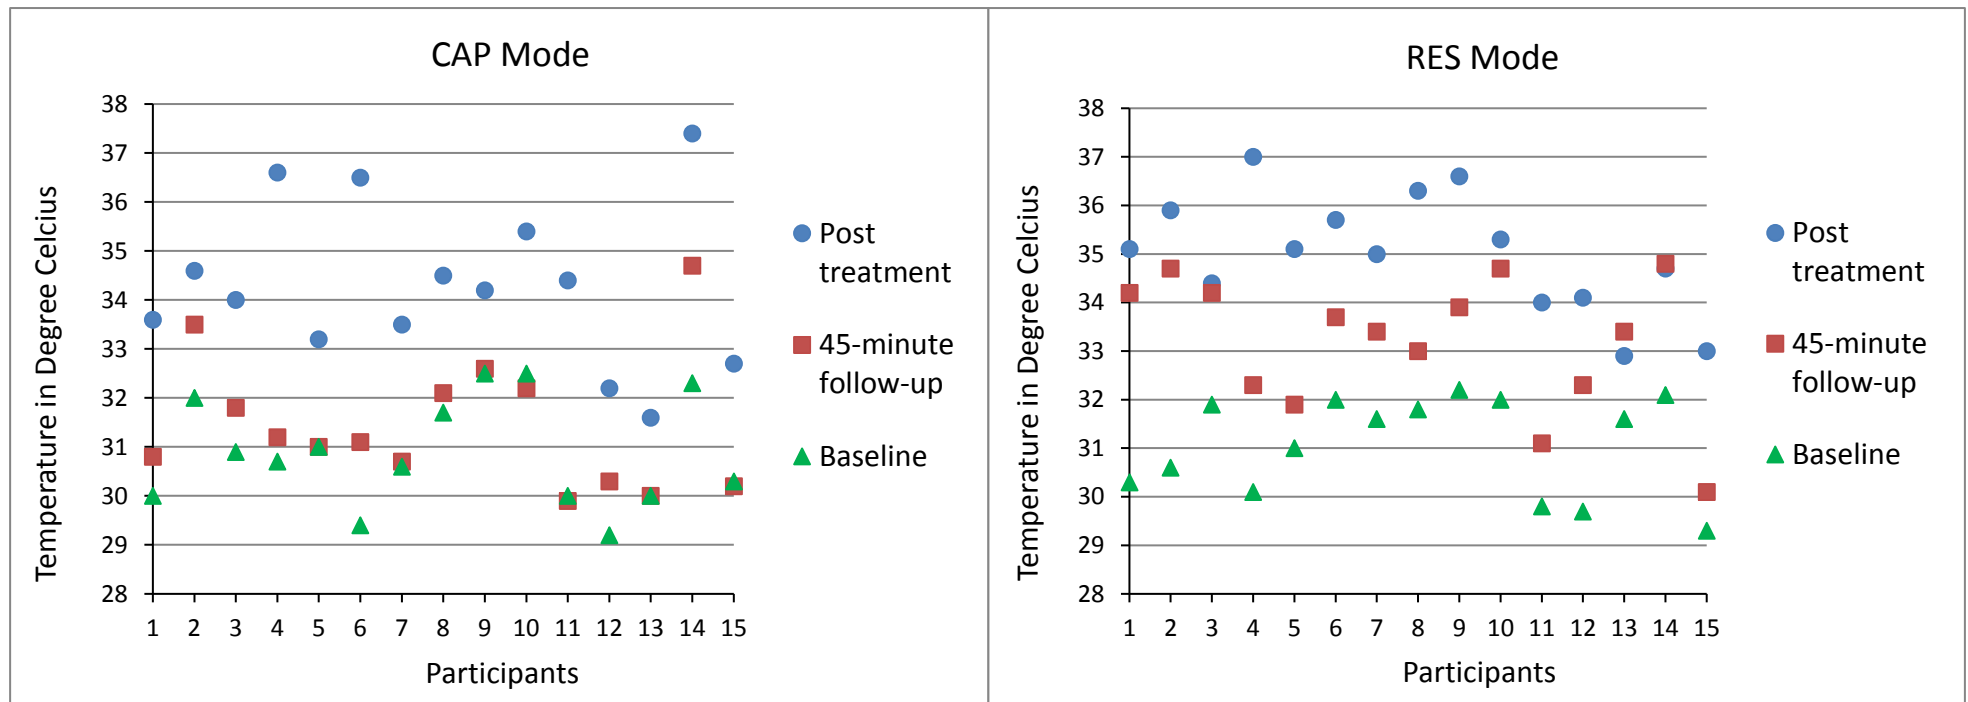 CAP Mode
38
37
36
35
34
33
32
31
30
29
28
Temperature in Degree Celcius
1 2 3 4 5 6 7 8 9 10 11 12 13 14 15
Participants
Post
treatment
45-minute
follow-up
Baseline
RES Mode
38
37
36
35
34
33
32
31
30
29
28
Temperature in Degree Celcius
1 2 3 4 5 6 7 8 9 10 11 12 13 14 15
Participants
Post
treatment
45-minute
follow-up
Baseline